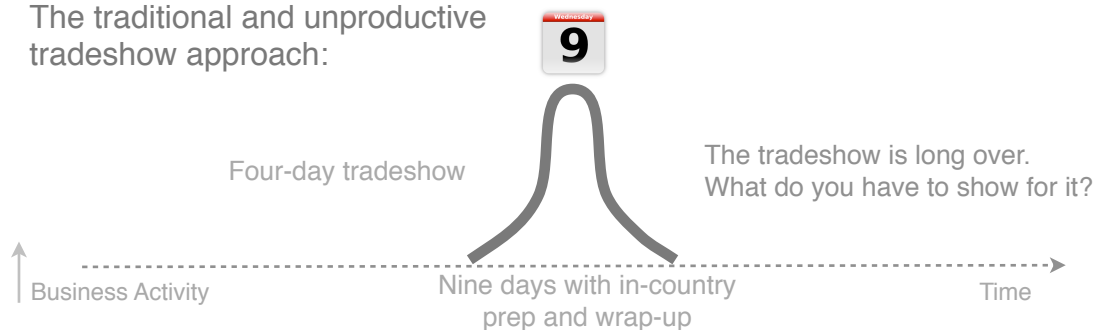 The traditional and unproductive
tradeshow approach:
Wednesday
9
Four-day tradeshow
The tradeshow is long over.
What do you have to show for it?
Business Activity
Nine days with in-country
prep and wrap-up
Time